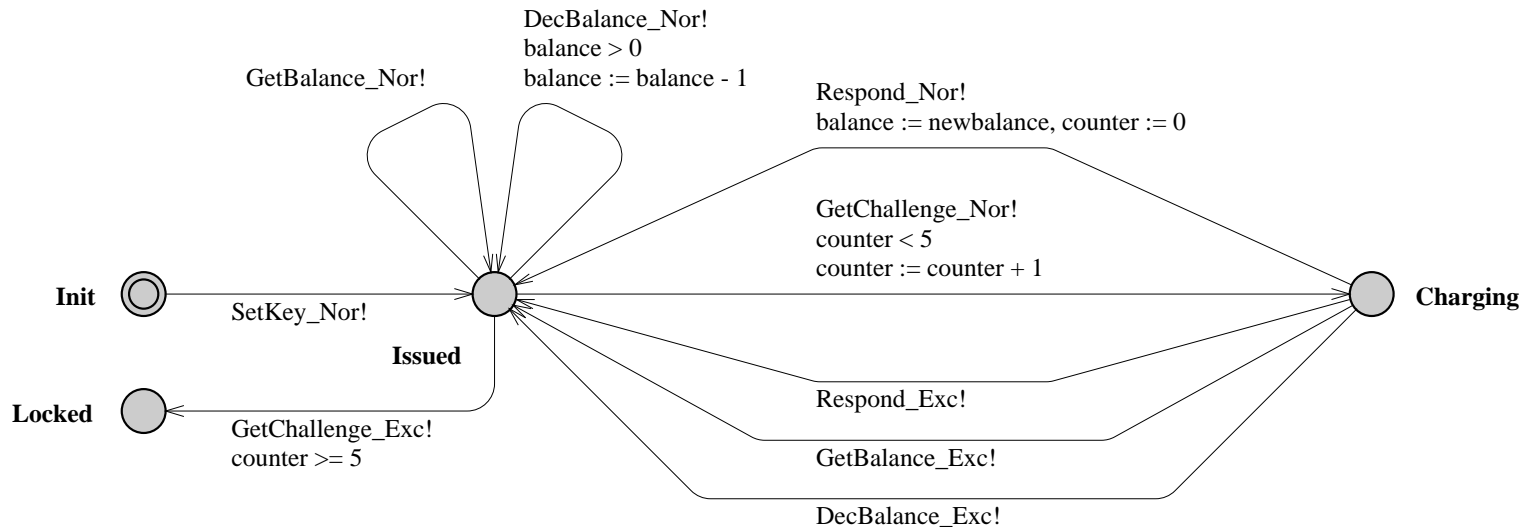 DecBalance_Nor!
balance > 0
balance := balance - 1
GetBalance_Nor!
Respond_Nor!
balance := newbalance, counter := 0
GetChallenge_Nor!
counter < 5
counter := counter + 1
Init
SetKey_Nor!
Charging
Issued
Locked
GetChallenge_Exc!
counter >= 5
Respond_Exc!
GetBalance_Exc!
DecBalance_Exc!